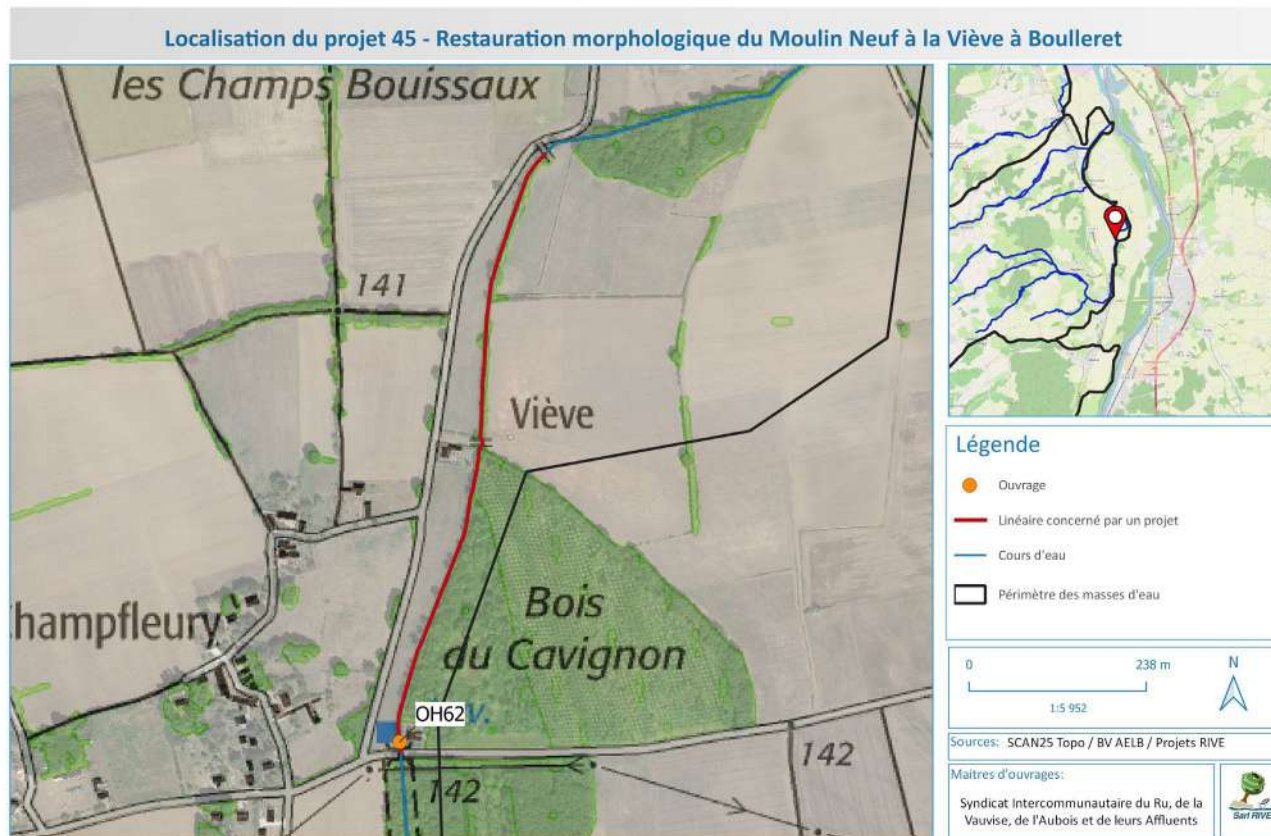 Localisation du projet 45 - Restauration morphologique du Moulin Neuf à la Viève à Boulleret
les Champs Bouissaux
141
Viève
Bois
du Cavignon
hampfleury
OH62
V.
142
142
Légende
Ouvrage
Linéaire concerné par un projet
Cours d'eau
Périmètre des masses d'eau
0 238 m
N
1:5 952
Sources: SCAN25 Topo / BV AELB / Projets RIVE
Maitres d'ouvrages:
Syndicat Intercommunautaire du Ru, de la
Vauvise, de l'Aubois et de leurs Affluents
Sarl RIVE